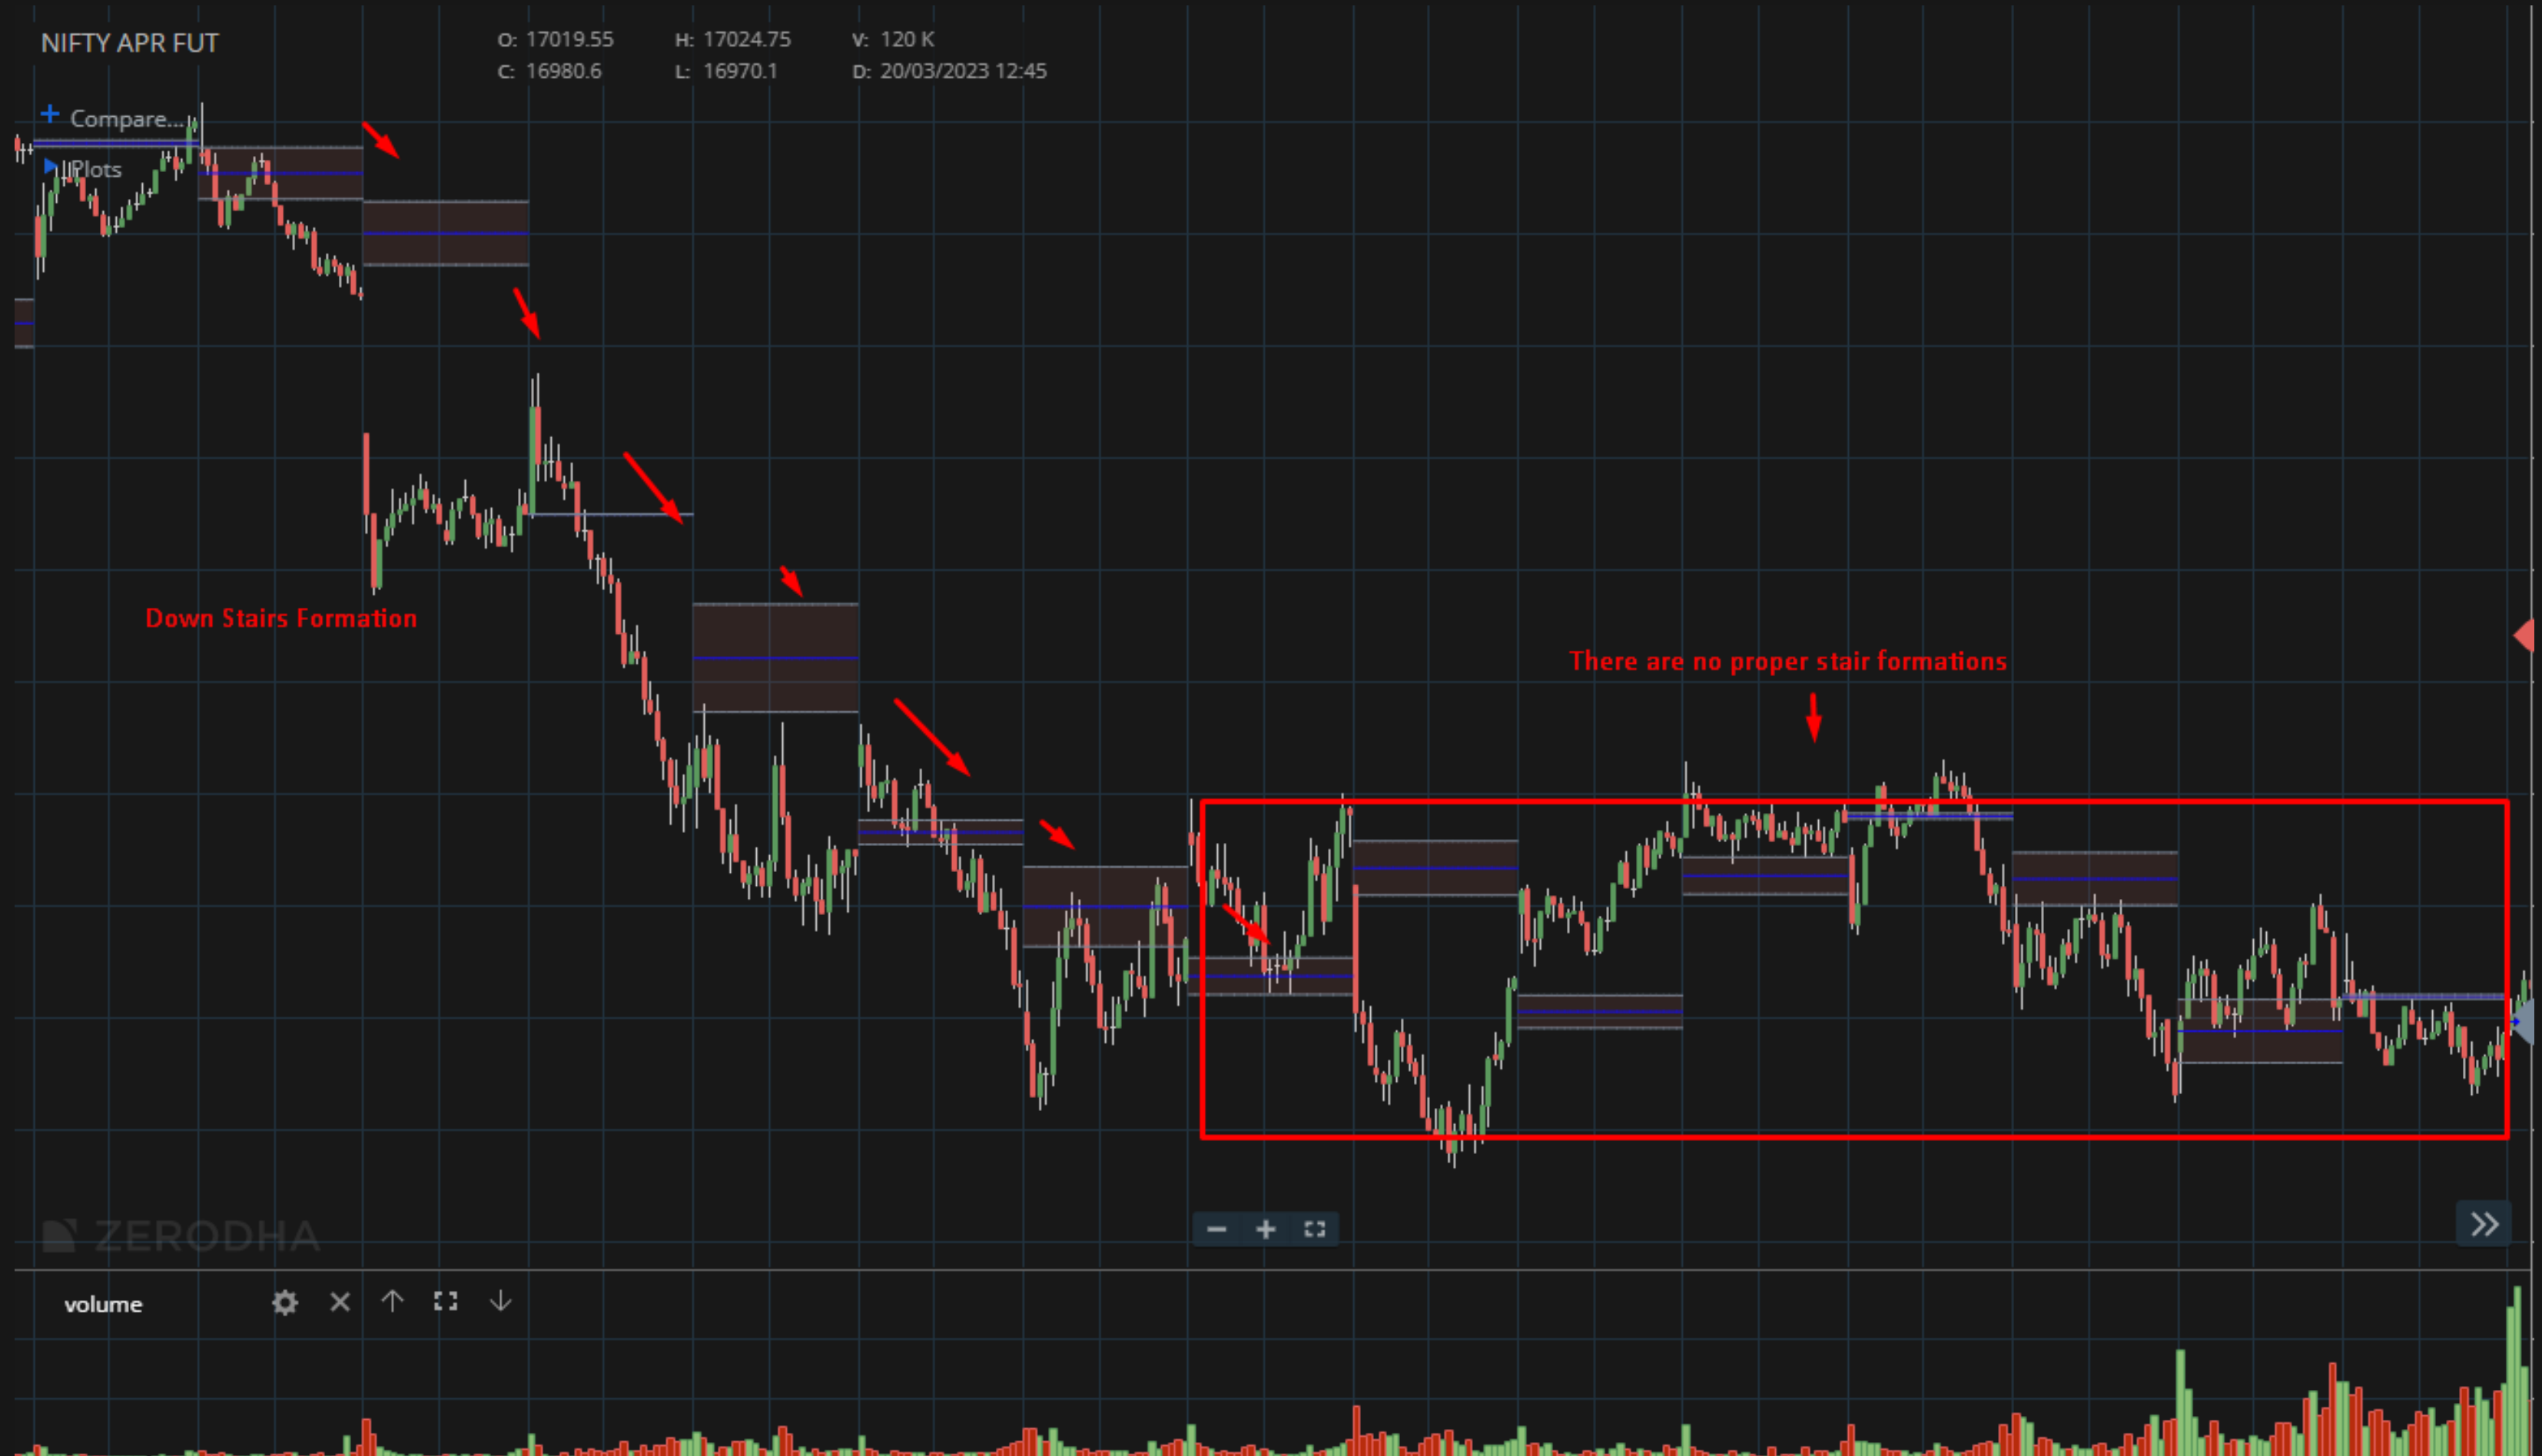 NIFTY APR FUT
O: 17019.55 H: 17024.75 V: 120 K
C: 16980.6 L: 16970.1 D: 20/03/2023 12:45
Compare...
Plots
Down Stairs Formation
There are no proper stair formations
ZERODHA
volume